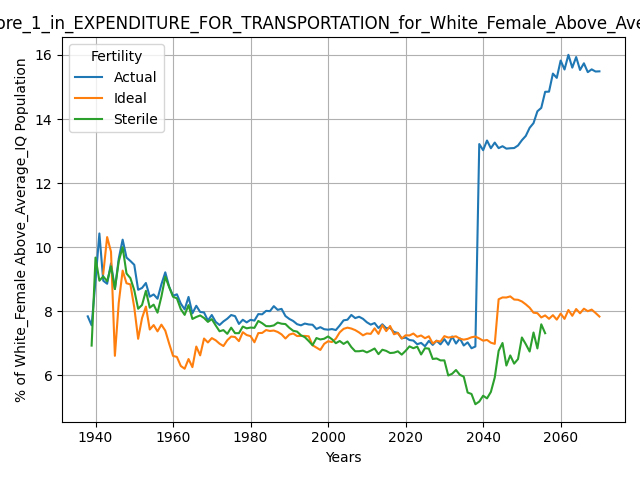 ore_1_in_EXPENDITURE_FOR_TRANSPORTATION_for_White_Female_Above_Ave
Fertility
Actual
Ideal
Sterile
% of White_Female Above_Average_IQ Population
16
14
12
10
8
6
1940
1960
1980
2000
2020
2040
2060
Years